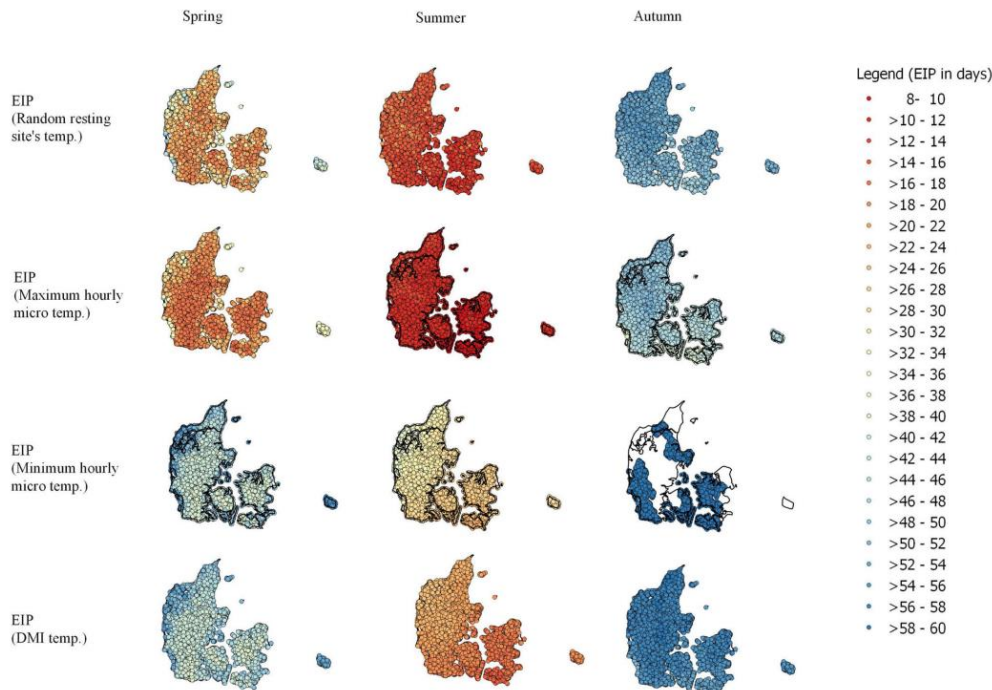 Spring
Summer
Autumn
EIP
(Random resting
site's temp.)
EIP
(Maximum hourly
micro temp.)
EIP
(Minimum hourly
micro temp.)
EIP
(DMI temp.)
Legend (EIP in days)
8- 10
>10 - 12
>12 - 14
>14 - 16
>16 - 18
>18 - 20
>20 - 22
>22 - 24
>24 - 26
>26 - 28
>28 - 30
>30 - 32
>32 - 34
>34 - 36
>36 - 38
>38 - 40
>40 - 42
>42 - 44
>44 - 46
>46 - 48
>48 - 50
>50 - 52
>52 - 54
>54 - 56
>56 - 58
>58 - 60